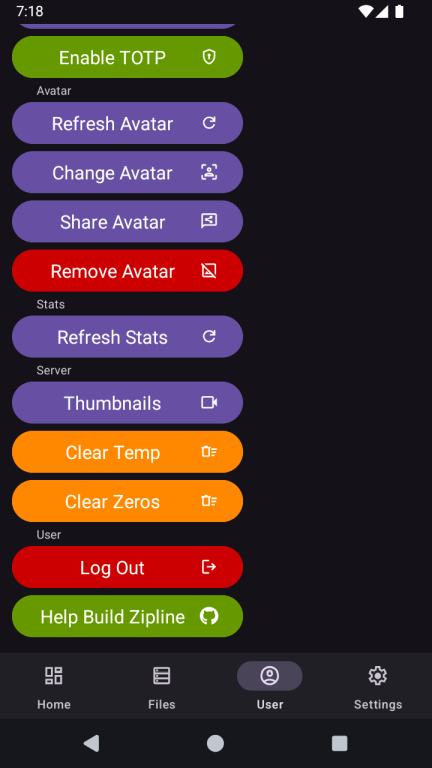 7:18
Enable TOTP
Avatar
Refresh Avatar
Change Avatar
Share Avatar
Remove Avatar
Stats
Refresh Stats
Server
Thumbnails
Clear Temp
Clear Zeros
User
Log Out
Help Build Zipline
Home Files User Settings